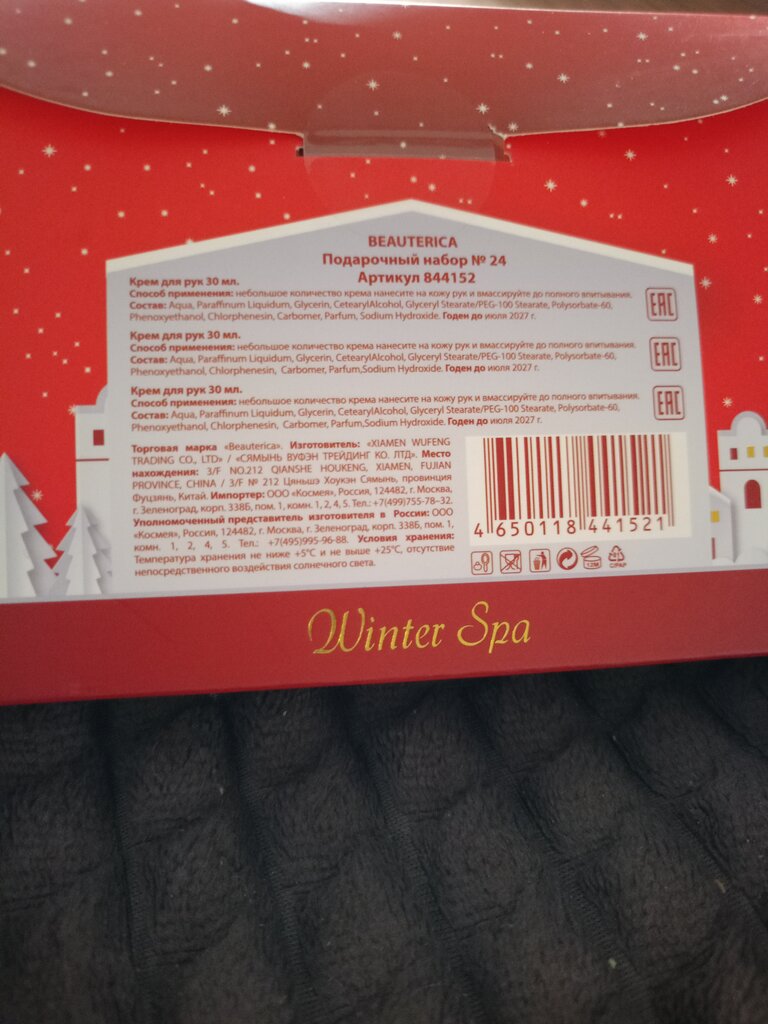 BEAUTERICA
Подарочный набор № 24
Артикул 844152
Крем для рук 30 мл.
Способ применения: небольшое количество крема нанесите на кожу рук и вмассируйте до полного впитывания.
Состав: Aqua, Paraffinum Liquidum, Glycerin, CetearylAlcohol, Glyceryl Stearate/PEG-100 Stearate, Polysorbate-60,
Phenoxyethanol, Chlorphenesin, Carbomer, Parfum, Sodium Hydroxide. Годен до июля 2027 г.
EAC
Крем для рук 30 мл.
Способ применения: небольшое количество крема нанесите на кожу рук и вмассируйте до полного впитывания.
Состав: Aqua, Paraffinum Liquidum, Glycerin, CetearylAlcohol, Glyceryl Stearate/PEG-100 Stearate, Polysorbate-60,
Phenoxyethanol, Chlorphenesin, Carbomer, Parfum,Sodium Hydroxide. Годен до июля 2027 г.
EAC
Крем для рук 30 мл.
Способ применения: небольшое количество крема нанесите на кожу рук и вмассируйте до полного впитывания.
Состав: Aqua, Paraffinum Liquidum, Glycerin, CetearylAlcohol, Glyceryl Stearate/PEG-100 Stearate, Polysorbate-60,
Phenoxyethanol, Chlorphenesin, Carbomer, Parfum,Sodium Hydroxide. Годен до июля 2027 г.
EAC
Торговая марка «Beauterica». Изготовитель: «XIAMEN WUFENG
TRADING CO., LTD» / «СЯМЫНЬ ВУФЭН ТРЕЙДИНГ КО. ЛТД». Место
нахождения: 3/F NO.212 QIANSHE HOUKENG, XIAMEN, FUJIAN
PROVINCE, CHINA / 3/F № 212 Цяньшэ Хоукэн Сямынь, провинция
Фуцзянь, Китай. Импортер: ООО «Космея», Россия, 124482, г. Москва,
г. Зеленоград, корп. 338Б, пом. 1, комн. 1, 2, 4, 5. Тел.: +7(499)755-78-32.
Уполномоченный представитель изготовителя в России: ООО
«Космея», Россия, 124482, г. Москва, г. Зеленоград, корп. 338Б, пом. 1,
комн. 1, 2, 4, 5. Тел.: +7(495)995-96-88. Условия хранения:
Температура хранения не ниже +5°С и не выше +25°С, отсутствие
непосредственного воздействия солнечного света.
4 650118 441521
12M
C/PAP
Winter Spa